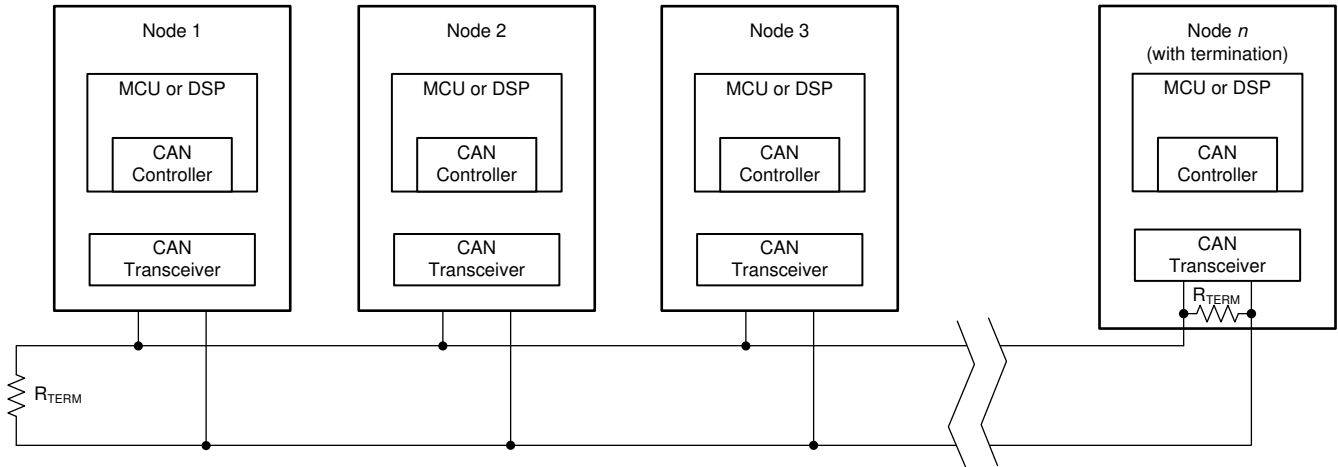 Node 1
MCU or DSP
CAN
Controller
CAN
Transceiver
Node 2
MCU or DSP
CAN
Controller
CAN
Transceiver
Node 3
MCU or DSP
CAN
Controller
CAN
Transceiver
Node n
(with termination)
MCU or DSP
CAN
Controller
CAN
Transceiver
RTERM
RTERM